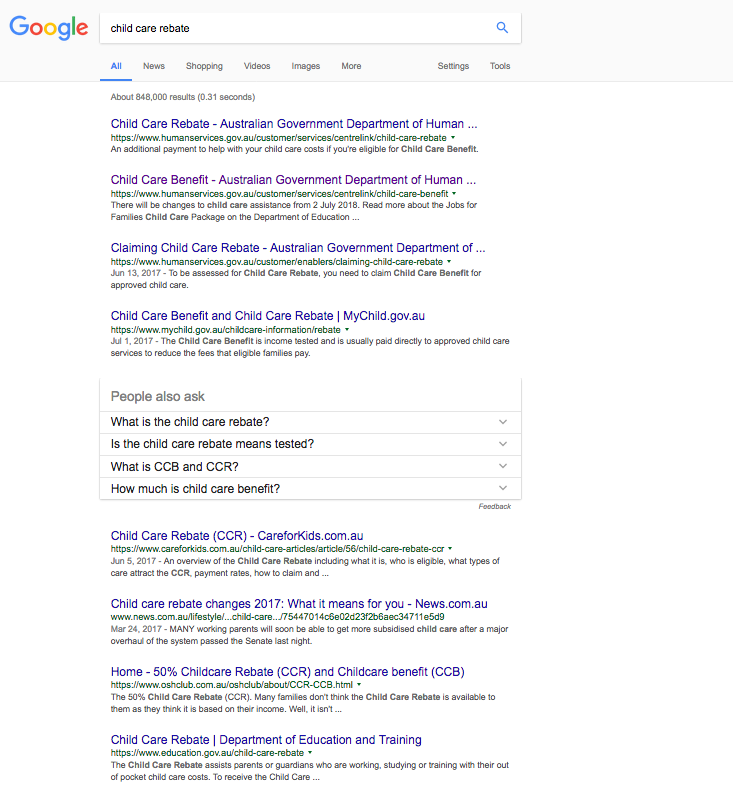 Google
child care rebate
All News Shopping Videos Images More Settings Tools
About 848,000 results (0.31 seconds)
Child Care Rebate - Australian Government Department of Human ...
https://www.humanservices.gov.au/customer/services/centrelink/child-care-rebate
An additional payment to help with your child care costs if you're eligible for Child Care Benefit.
Child Care Benefit - Australian Government Department of Human ...
https://www.humanservices.gov.au/customer/services/centrelink/child-care-benefit
There will be changes to child care assistance from 2 July 2018. Read more about the Jobs for
Families Child Care Package on the Department of Education ...
Claiming Child Care Rebate - Australian Government Department of ...
https://www.humanservices.gov.au/customer/enablers/claiming-child-care-rebate
Jun 13, 2017 - To be assessed for Child Care Rebate, you need to claim Child Care Benefit for
approved child care.
Child Care Benefit and Child Care Rebate | MyChild.gov.au
https://www.mychild.gov.au/childcare-information/rebate
Jul 1, 2017 - The Child Care Benefit is income tested and is usually paid directly to approved child care
services to reduce the fees that eligible families pay.
People also ask
What is the child care rebate?
Is the child care rebate means tested?
What is CCB and CCR?
How much is child care benefit?
Feedback
Child Care Rebate (CCR) - CareforKids.com.au
https://www.careforkids.com.au/child-care-articles/article/56/child-care-rebate-ccr
Jun 5, 2017 - An overview of the Child Care Rebate including what it is, who is eligible, what types of
care attract the CCR, payment rates, how to claim and ...
Child care rebate changes 2017: What it means for you - News.com.au
www.news.com.au/lifestyle/...child-care.../75447014c6e02d23f2b6aec34711e5d9
Mar 24, 2017 - MANY working parents will soon be able to get more subsidised child care after a major
overhaul of the system passed the Senate last night.
Home - 50% Childcare Rebate (CCR) and Childcare benefit (CCB)
https://www.oshclub.com.au/oshclub/about/CCR-CCB.html
The 50% Child Care Rebate (CCR). Many families don't think the Child Care Rebate is available to
them as they think it is based on their income. Well, it isn't ...
Child Care Rebate | Department of Education and Training
https://www.education.gov.au/child-care-rebate
The Child Care Rebate assists parents or guardians who are working, studying or training with their out
of pocket child care costs. To receive the Child Care ...